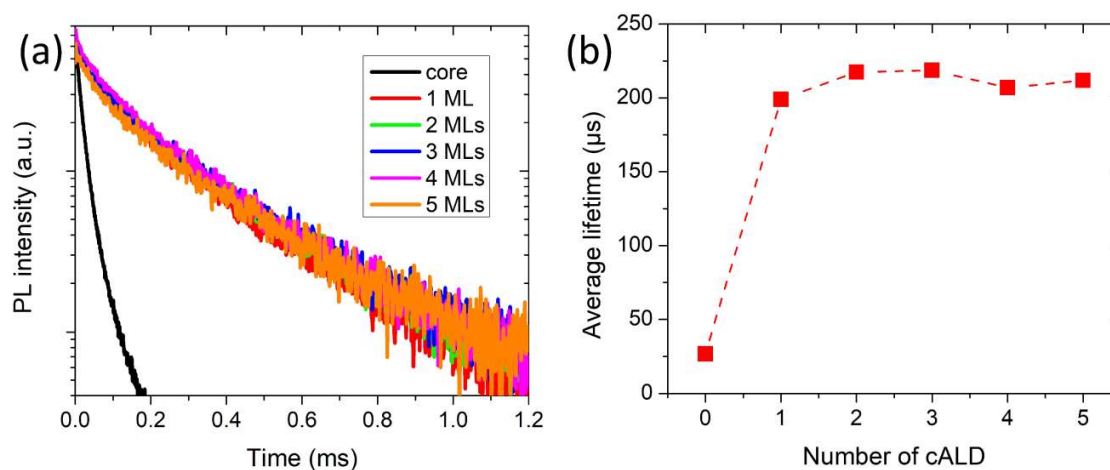 (a)
PL intensity (a.u.)
core
1 ML
2 MLs
3 MLs
4 MLs
5 MLs
0.0 0.2 0.4 0.6 0.8 1.0 1.2
Time (ms)
(b)
Average lifetime (µs)
250
200
150
100
50
0
0 1 2 3 4 5
Number of cALD